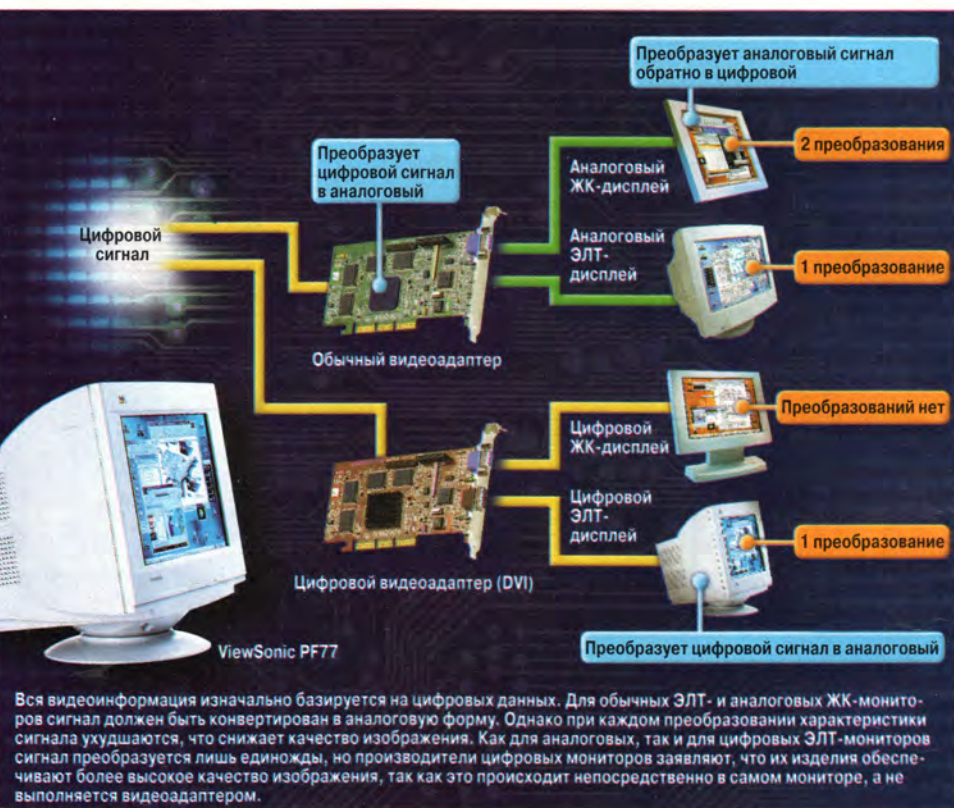 Преобразует аналоговый сигнал
обратно в цифровой
2 преобразования
Преобразует
цифровой сигнал
в аналоговый
Аналоговый
ЖК-дисплей
Цифровой
сигнал
Аналоговый
ЭЛТ-
дисплей
1 преобразование
Обычный видеоадаптер
Преобразований нет
Цифровой
ЖК-дисплей
Цифровой
ЭЛТ-
дисплей
1 преобразование
Цифровой видеоадаптер (DVI)
ViewSonic PF77
Преобразует цифровой сигнал в аналоговый
Вся видеоинформация изначально базируется на цифровых данных. Для обычных ЭЛТ- и аналоговых ЖК-монито-
ров сигнал должен быть конвертирован в аналоговую форму. Однако при каждом преобразовании характеристики
сигнала ухудшаются, что снижает качество изображения. Как для аналоговых, так и для цифровых ЭЛТ-мониторов
сигнал преобразуется лишь единожды, но производители цифровых мониторов заявляют, что их изделия обеспе-
чивают более высокое качество изображения, так как это происходит непосредственно в самом мониторе, а не
выполняется видеоадаптером.